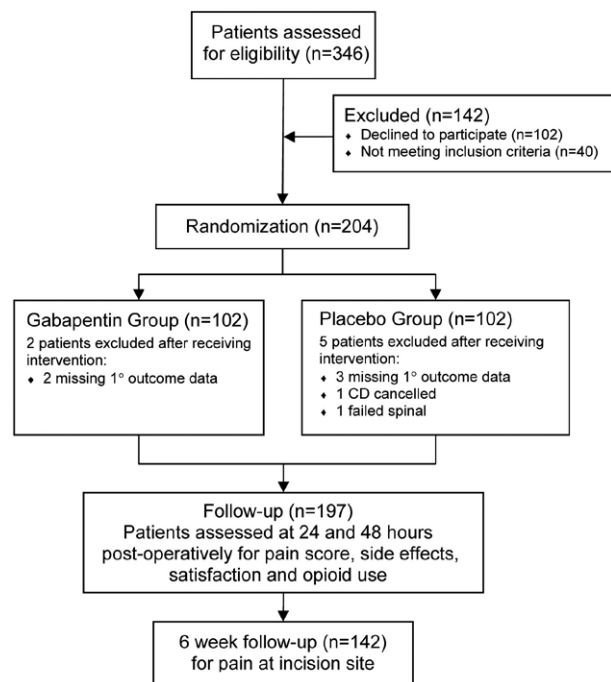 Patients assessed
for eligibility (n=346)
Excluded (n=142)
♦ Declined to participate (n=102)
♦ Not meeting inclusion criteria (n=40)
Randomization (n=204)
Gabapentin Group (n=102)
2 patients excluded after receiving
intervention:
♦ 2 missing 1° outcome data
Placebo Group (n=102)
5 patients excluded after receiving
intervention:
♦ 3 missing 1° outcome data
♦ 1 CD cancelled
♦ 1 failed spinal
Follow-up (n=197)
Patients assessed at 24 and 48 hours
post-operatively for pain score, side effects,
satisfaction and opioid use
6 week follow-up (n=142)
for pain at incision site